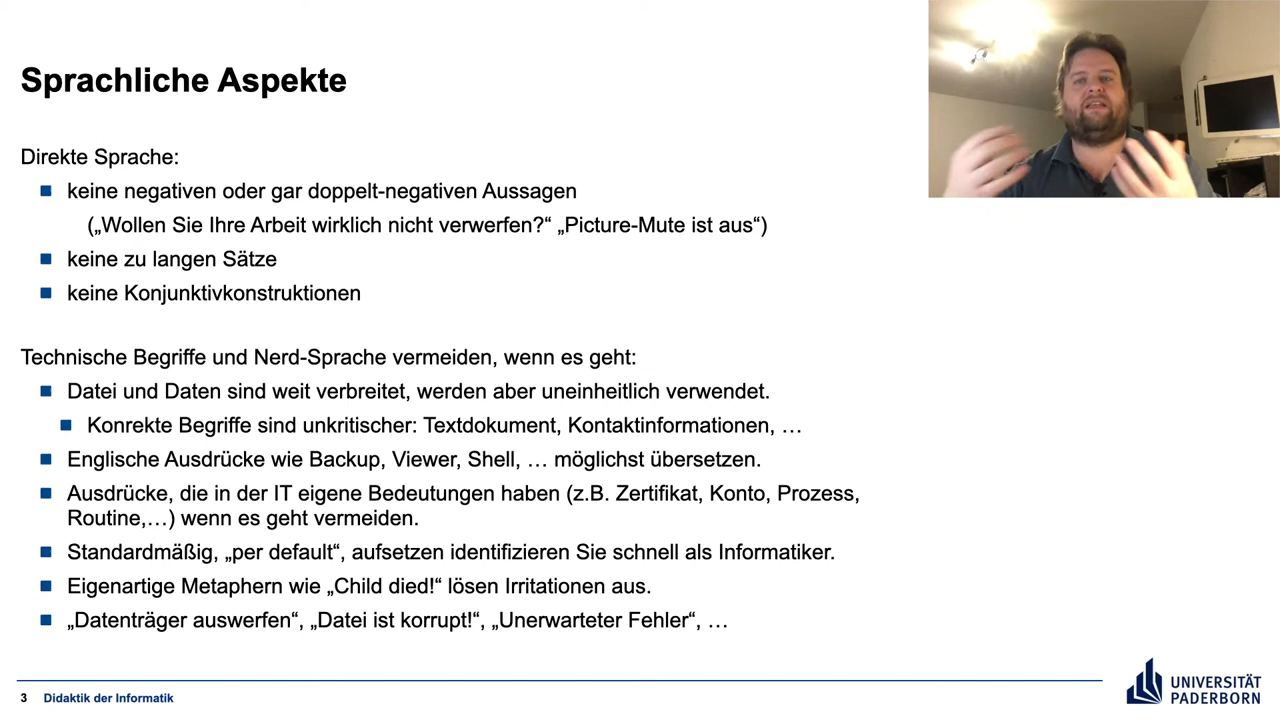 Sprachliche Aspekte
Direkte Sprache:
keine negativen oder gar doppelt-negativen Aussagen
(„Wollen Sie Ihre Arbeit wirklich nicht verwerfen?“ „Picture-Mute ist aus“)
keine zu langen Sätze
keine Konjunktivkonstruktionen
Technische Begriffe und Nerd-Sprache vermeiden, wenn es geht:
Datei und Daten sind weit verbreitet, werden aber uneinheitlich verwendet.
Konrekte Begriffe sind unkritischer: Textdokument, Kontaktinformationen, …
Englische Ausdrücke wie Backup, Viewer, Shell, … möglichst übersetzen.
Ausdrücke, die in der IT eigene Bedeutungen haben (z.B. Zertifikat, Konto, Prozess,
Routine,…) wenn es geht vermeiden.
Standardmäßig, „per default“, aufsetzen identifizieren Sie schnell als Informatiker.
Eigenartige Metaphern wie „Child died!“ lösen Irritationen aus.
„Datenträger auswerfen“, „Datei ist korrupt!“, „Unerwarteter Fehler“, …
3 Didaktik der Informatik
UNIVERSITÄT
PADERBORN